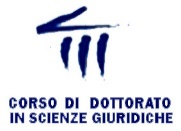 CORSO DI DOTTORATO
IN SCIENZE GIURIDICHE